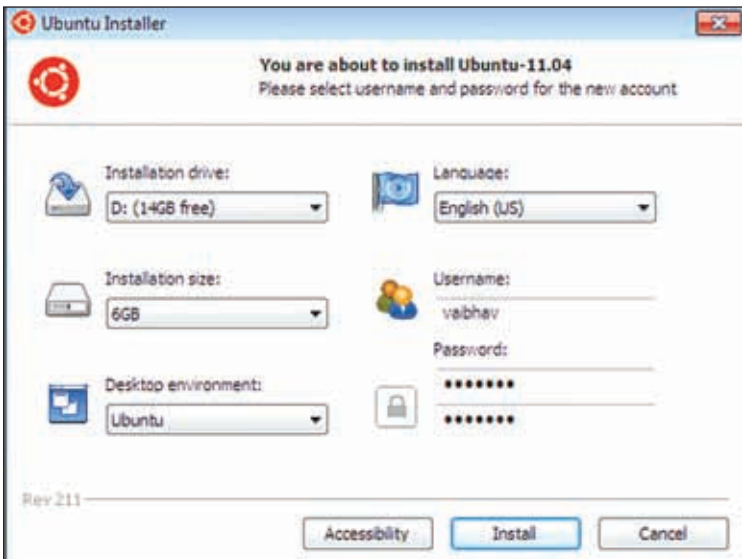 Ubuntu Installer
You are about to install Ubuntu-11.04
Please select username and password for the new account
Installation drive:
D: (14GB free)
Language:
English (US)
Installation size:
6GB
Username:
vaibhav
Password:
•••••••
•••••••
Desktop environment:
Ubuntu
Rev 211
Accessibility
Install
Cancel